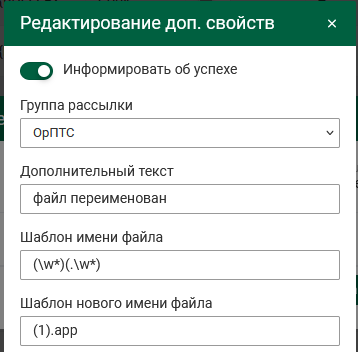 Редактирование доп. свойств
×
Информировать об успехе
Группа рассылки
ОрПТС
Дополнительный текст
файл переименован
Шаблон имени файла
(\w*)(.\w*)
Шаблон нового имени файла
(1).app